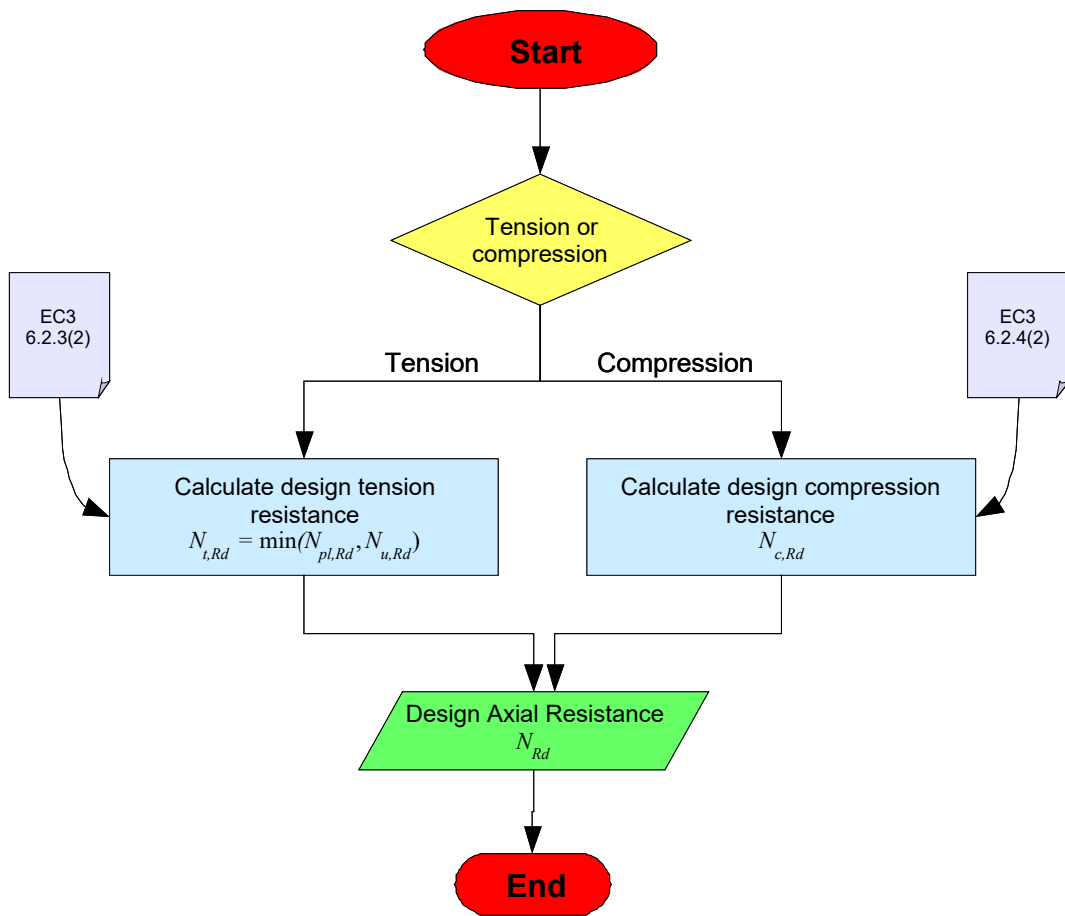 Start
Tension or
compression
EC3
6.2.3(2)
EC3
6.2.4(2)
Tension
Compression
Calculate design tension
resistance
N_{t,Rd} = min(N_{pl,Rd}, N_{u,Rd})
Calculate design compression
resistance
N_{c,Rd}
Design Axial Resistance
N_{Rd}
End